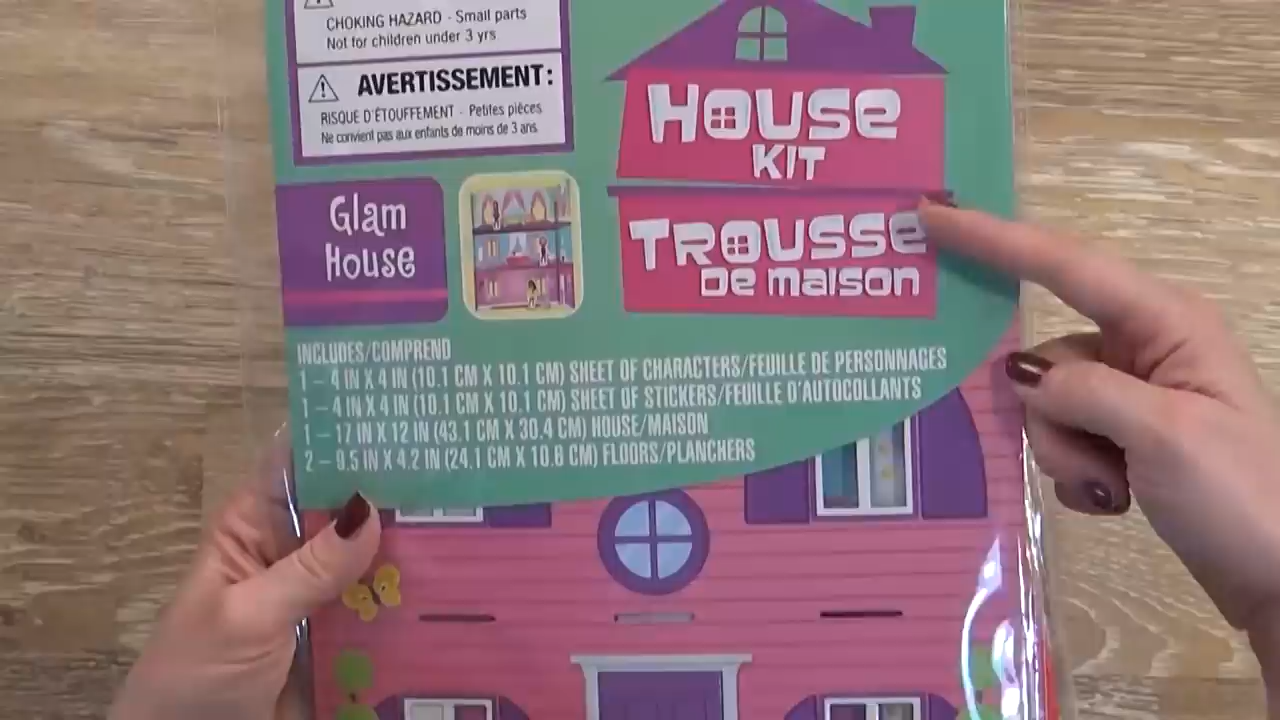 CHOKING HAZARD - Small parts
Not for children under 3 yrs
AVERTISSEMENT:
RISQUE D'ÉTOUFFEMENT - Petites pièces
Ne convient pas aux enfants de moins de 3 ans.
HOUSE
KIT
TROUSSE
DE MAISON
Glam
House
INCLUDES/COMPREND
1 – 4 IN X 4 IN (10.1 CM X 10.1 CM) SHEET OF CHARACTERS/FEUILLE DE PERSONNAGES
1 – 4 IN X 4 IN (10.1 CM X 10.1 CM) SHEET OF STICKERS/FEUILLE D'AUTOCOLLANTS
1 – 17 IN X 12 IN (43.1 CM X 30.4 CM) HOUSE/MAISON
2 – 9.5 IN X 4.2 IN (24.1 CM X 10.6 CM) FLOORS/PLANCHERS